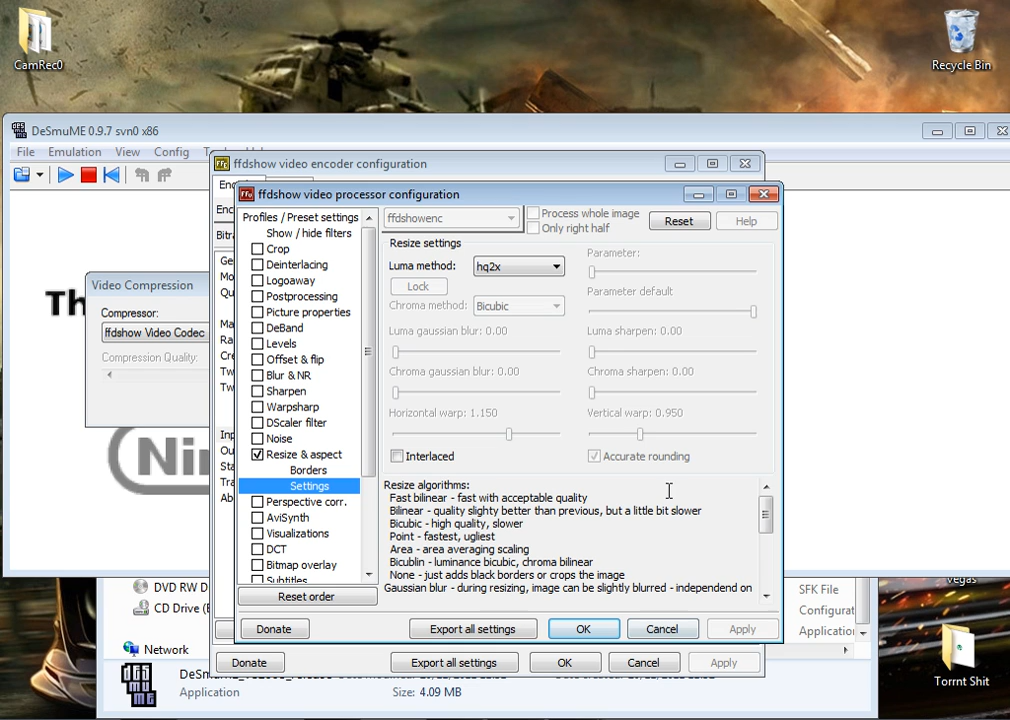 CamRec0
Recycle Bin
DeSmuME 0.9.7 svn0 x86
File Emulation View Config
ffdshow video encoder configuration
ffdshow video processor configuration
Profiles / Preset settings
Show / hide filters
Crop
Deinterlacing
Logoaway
Postprocessing
Picture properties
DeBand
Levels
Offset & flip
Blur & NR
Sharpen
Warpsharp
DScaler filter
Noise
Resize & aspect
Borders
Settings
Perspective corr.
AviSynth
Visualizations
DCT
Bitmap overlay
Subtitles
Reset order
ffdshowenc
Process whole image
Only right half
Reset
Help
Resize settings
Luma method: hq2x
Lock
Chroma method: Bicubic
Luma gaussian blur: 0.00
Chroma gaussian blur: 0.00
Horizontal warp: 1.150
Interlaced
Parameter:
Parameter default
Luma sharpen: 0.00
Chroma sharpen: 0.00
Vertical warp: 0.950
Accurate rounding
Resize algorithms:
Fast bilinear - fast with acceptable quality
Bilinear - quality slighty better than previous, but a little bit slower
Bicubic - high quality, slower
Point - fastest, ugliest
Area - area averaging scaling
Bicublin - luminance bicubic, chroma bilinear
None - just adds black borders or crops the image
Gaussian blur - during resizing, image can be slightly blurred - independend on
Donate
Export all settings
OK
Cancel
Apply
Donate
Export all settings
OK
Cancel
Apply
Video Compression
Compressor:
ffdshow Video Codec
Compression Quality:
Th
Nin
DVD RW D
CD Drive (E
Network
SFK File
Configurat
Applicatio
Application
Size: 4.09 MB
Vegas
Torrnt Shit